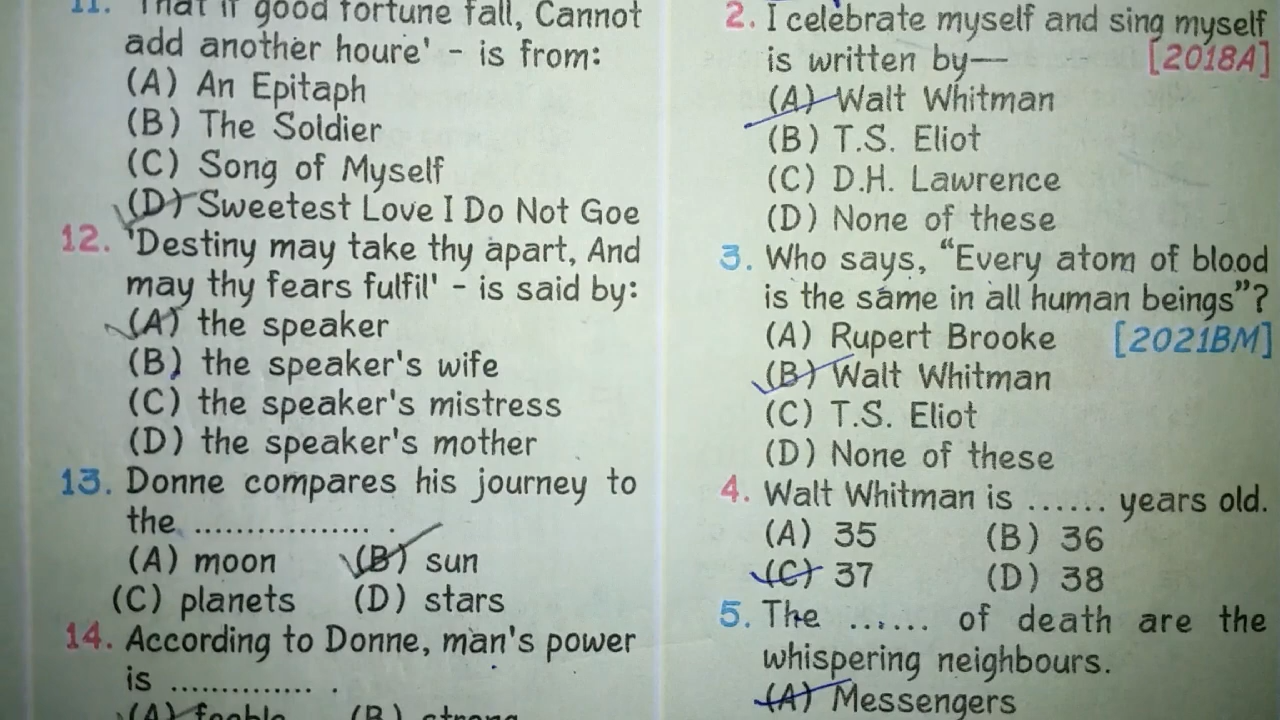 11. 'That if good fortune fall, Cannot
add another houre' - is from:
(A) An Epitaph
(B) The Soldier
(C) Song of Myself
(D) Sweetest Love I Do Not Goe
12. 'Destiny may take thy apart, And
may thy fears fulfil' - is said by:
(A) the speaker
(B) the speaker's wife
(C) the speaker's mistress
(D) the speaker's mother
13. Donne compares his journey to
the .................. .
(A) moon (B) sun
(C) planets (D) stars
14. According to Donne, man's power
is .............. .
(A) feeble (B) strong
2. I celebrate myself and sing myself
is written by— [2018A]
(A) Walt Whitman
(B) T.S. Eliot
(C) D.H. Lawrence
(D) None of these
3. Who says, “Every atom of blood
is the same in all human beings”?
(A) Rupert Brooke [2021BM]
(B) Walt Whitman
(C) T.S. Eliot
(D) None of these
4. Walt Whitman is ...... years old.
(A) 35 (B) 36
(C) 37 (D) 38
5. The ...... of death are the
whispering neighbours.
(A) Messengers